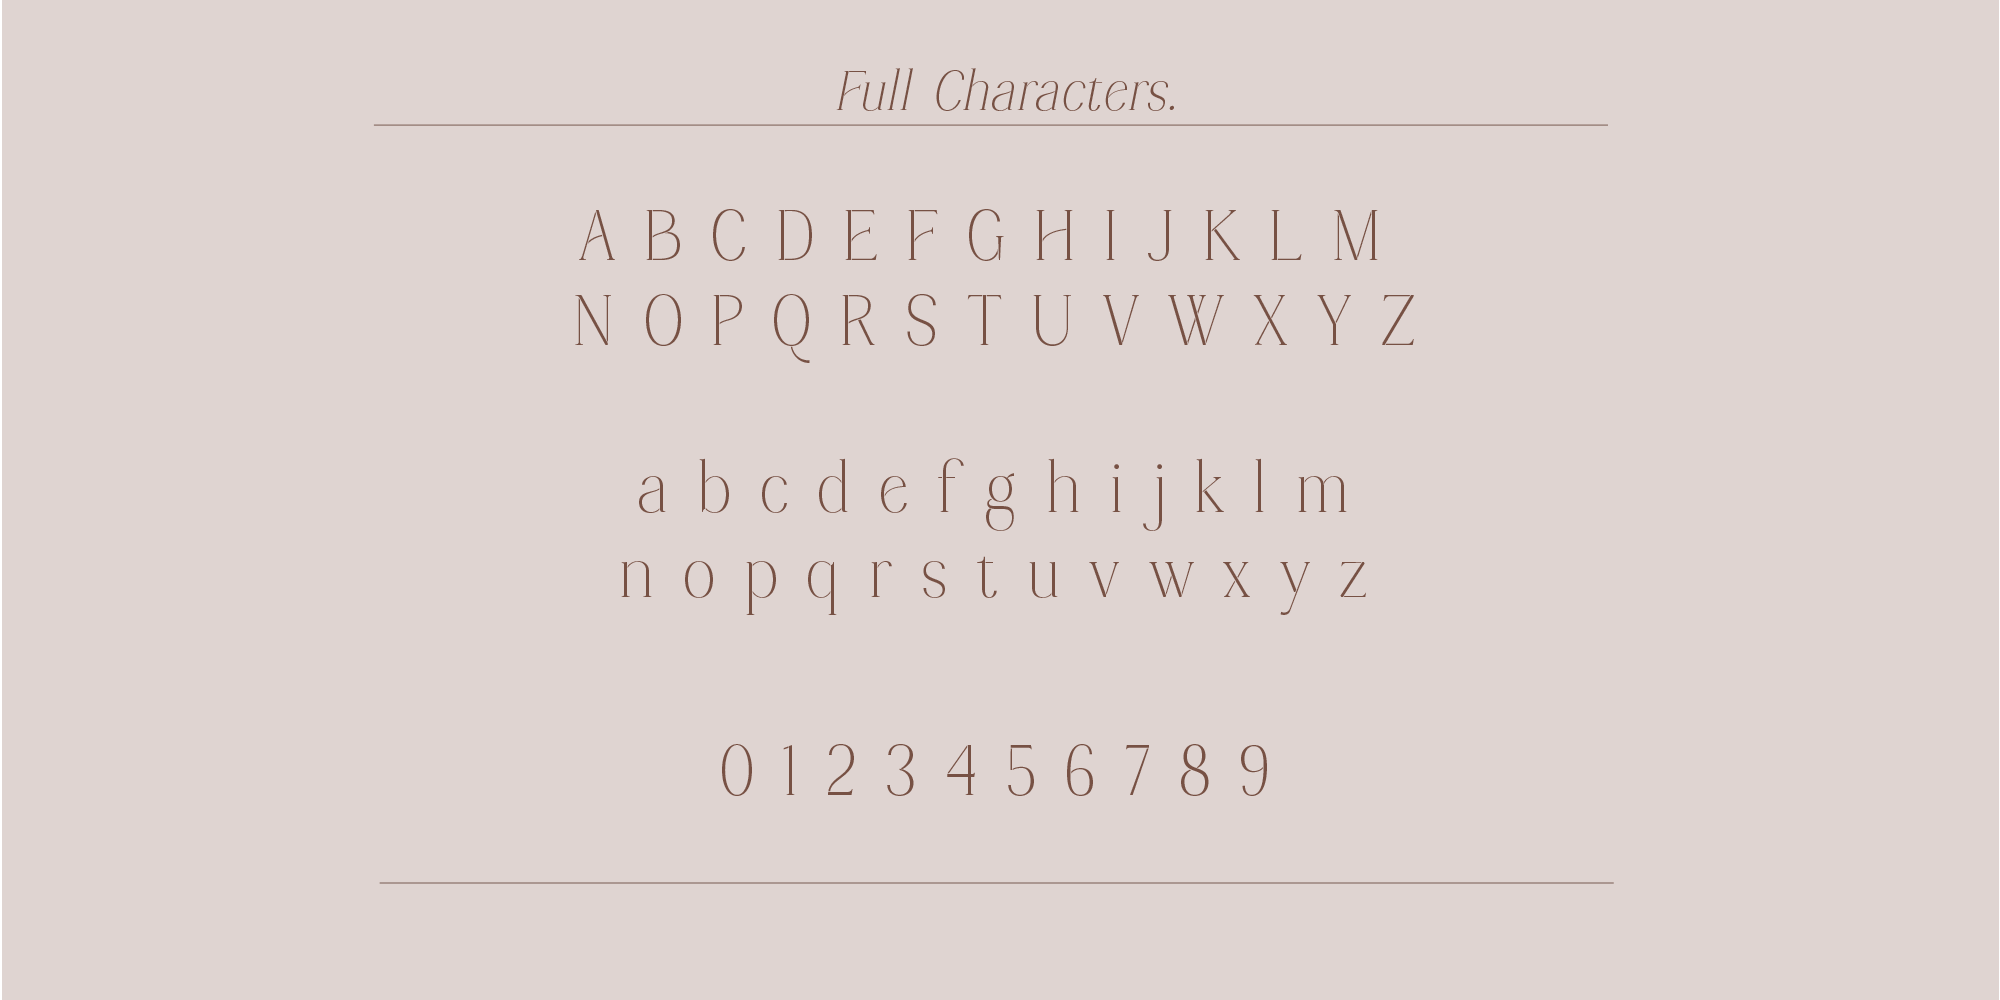 Full Characters.
A B C D E F G H I J K L M
N O P Q R S T U V W X Y Z
a b c d e f g h i j k l m
n o p q r s t u v w x y z
0 1 2 3 4 5 6 7 8 9